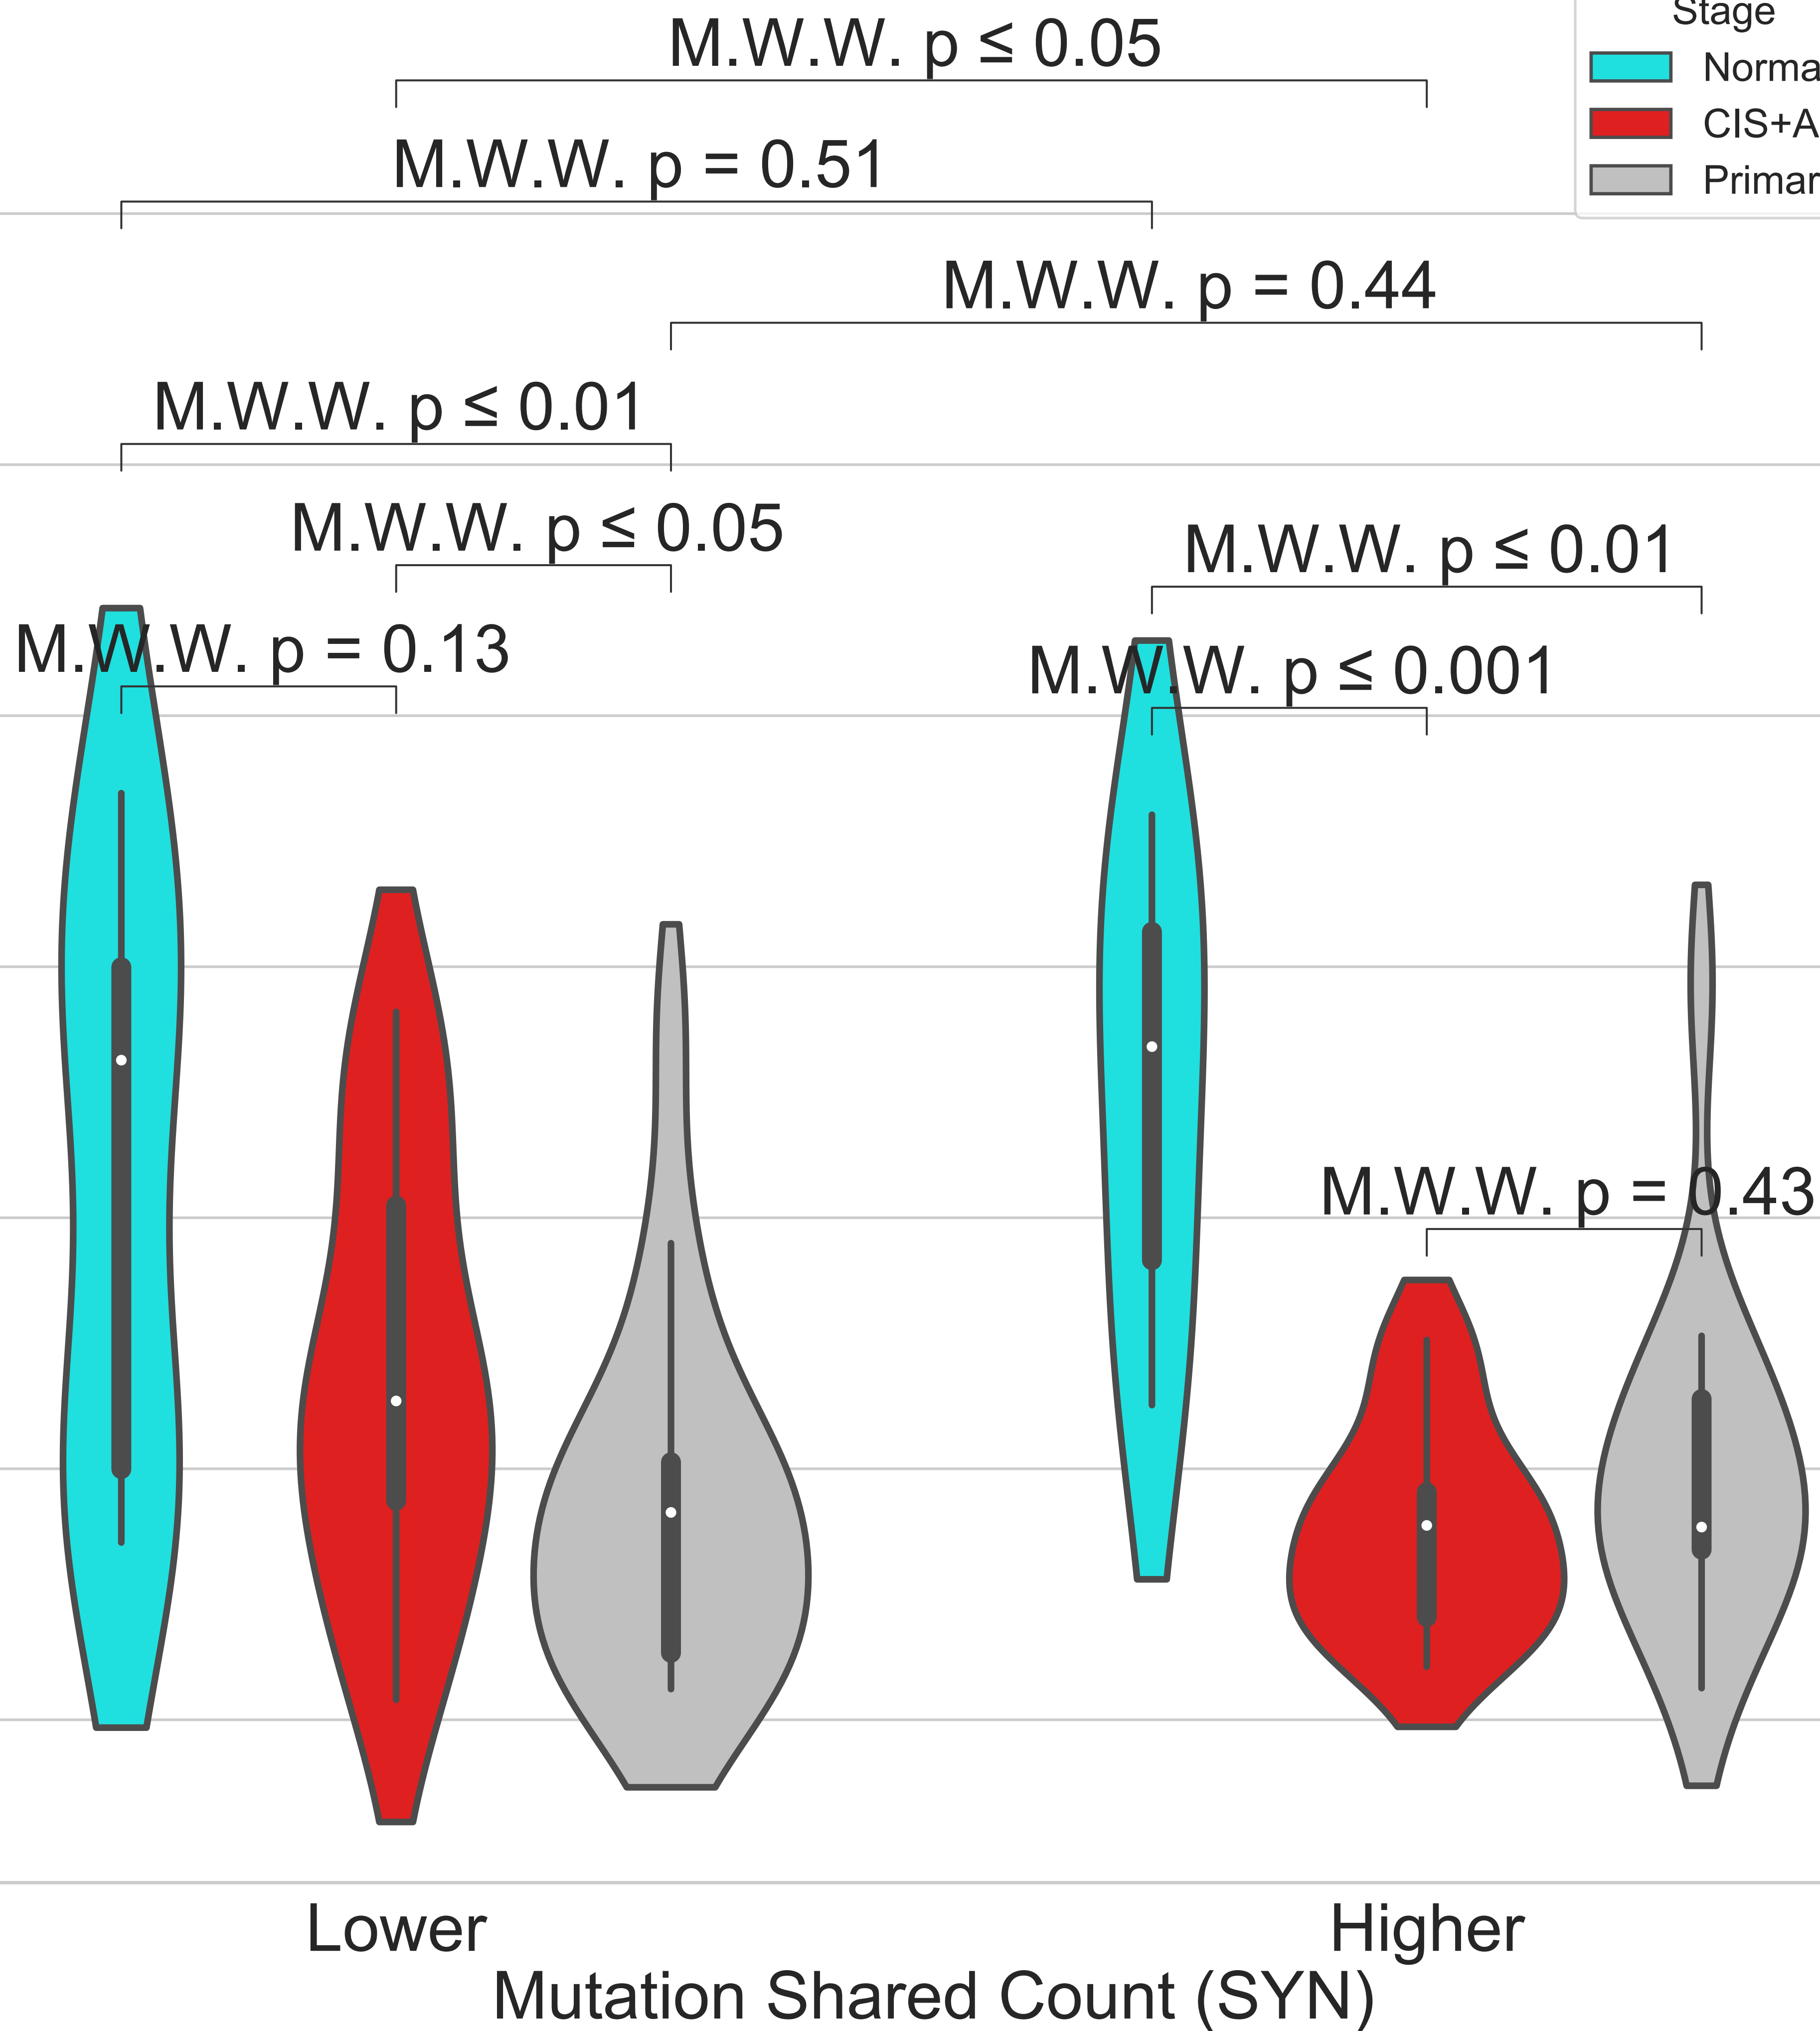 M.W.W. p ≤ 0.05
Stage
Norma
CIS+A
Primar
M.W.W. p = 0.51
M.W.W. p = 0.44
M.W.W. p ≤ 0.01
M.W.W. p ≤ 0.05
M.W.W. p ≤ 0.01
M.W.W. p = 0.13
M.W.W. p ≤ 0.001
M.W.W. p = 0.43
Lower
Higher
Mutation Shared Count (SYN)